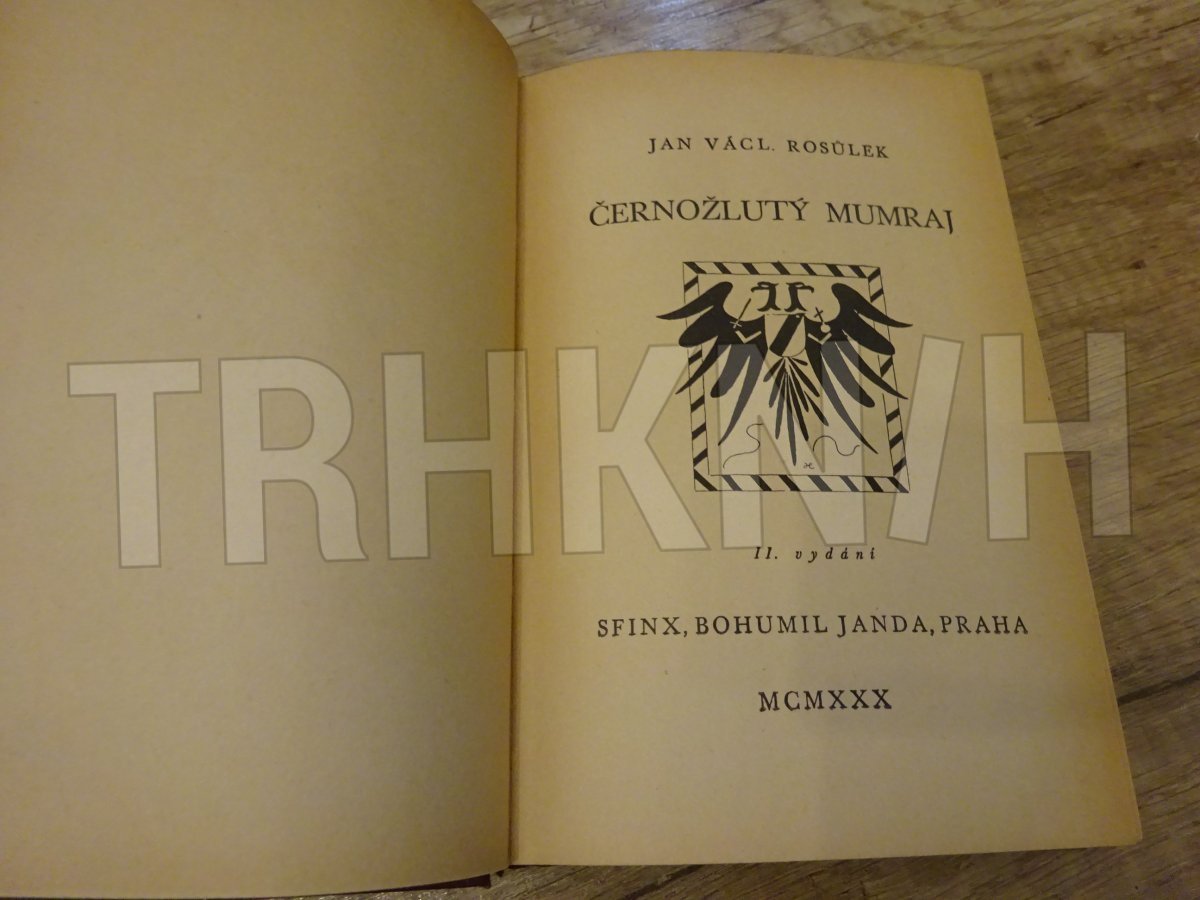 JAN VÁCL. ROSŮLEK
ČERNOŽLUTÝ MUMRAJ
TRHKNIH
II. vydání
SFINX, BOHUMIL JANDA, PRAHA
MCMXXX